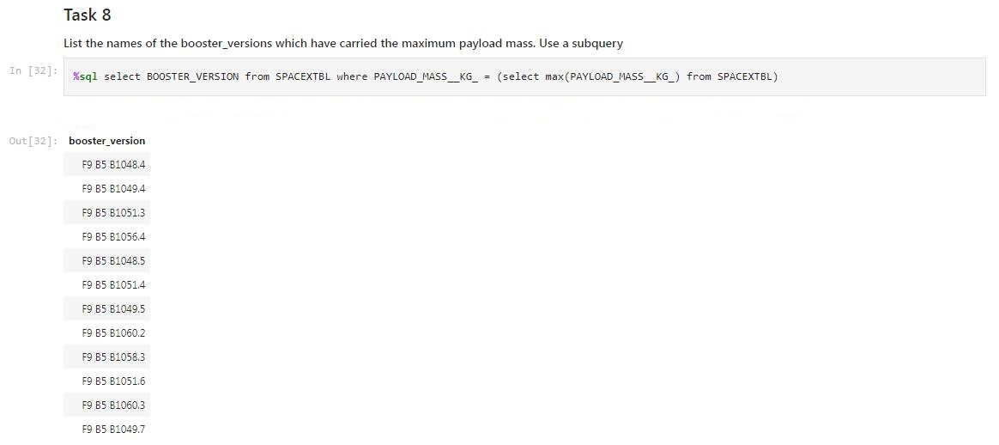 Task 8
List the names of the booster_versions which have carried the maximum payload mass. Use a subquery
In [32]: %sql select BOOSTER_VERSION from SPACEXTBL where PAYLOAD_MASS__KG_ = (select max(PAYLOAD_MASS__KG_) from SPACEXTBL)
Out[32]: booster_version
F9 B5 B1048.4
F9 B5 B1049.4
F9 B5 B1051.3
F9 B5 B1056.4
F9 B5 B1048.5
F9 B5 B1051.4
F9 B5 B1049.5
F9 B5 B1060.2
F9 B5 B1058.3
F9 B5 B1051.6
F9 B5 B1060.3
F9 B5 B1049.7